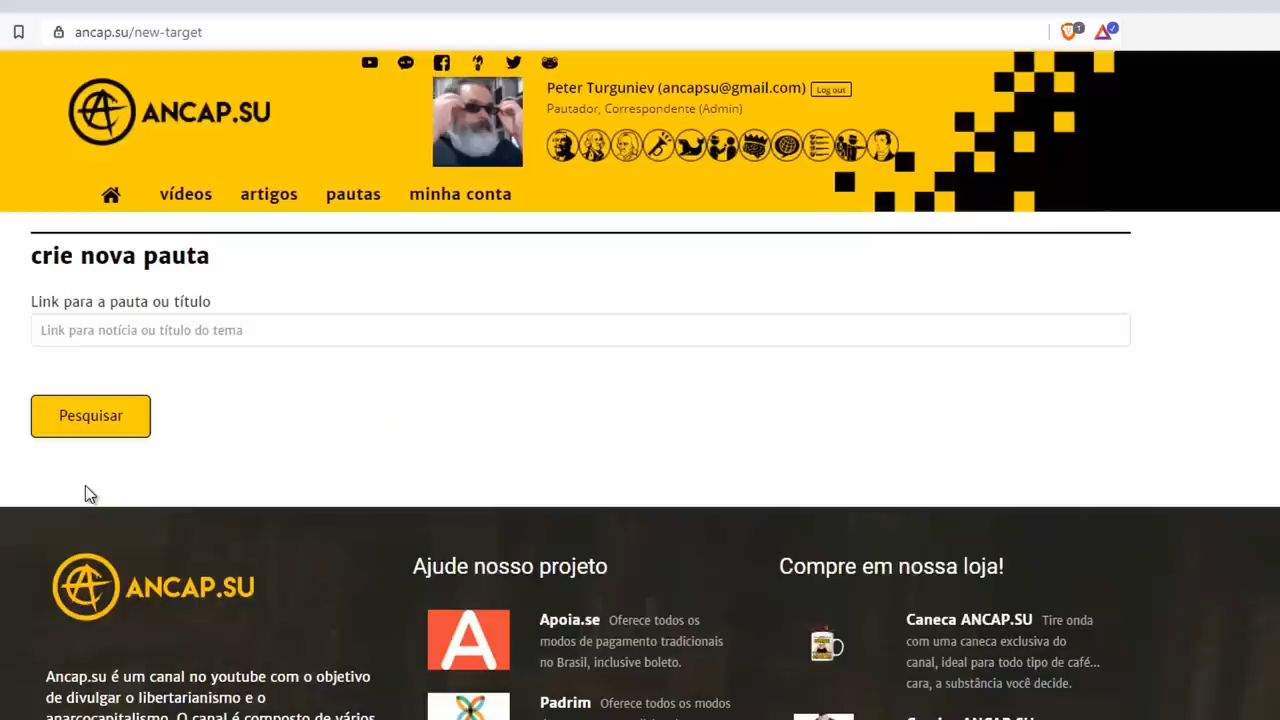 ancap.su/new-target
ANCAP.SU
Peter Turguniev (ancapsu@gmail.com) Log out
Pautador, Correspondente (Admin)
vídeos artigos pautas minha conta
crie nova pauta
Link para a pauta ou título
Link para notícia ou título do tema
Pesquisar
ANCAP.SU
Ancap.su é um canal no youtube com o objetivo
de divulgar o libertarianismo e o
anarcocapitalismo. O canal é composto de vários
Ajude nosso projeto
Apoia.se Oferece todos os
modos de pagamento tradicionais
no Brasil, inclusive boleto.
Padrim Oferece todos os modos
Compre em nossa loja!
Caneca ANCAP.SU Tire onda
com uma caneca exclusiva do
canal, ideal para todo tipo de café...
cara, a substância você decide.